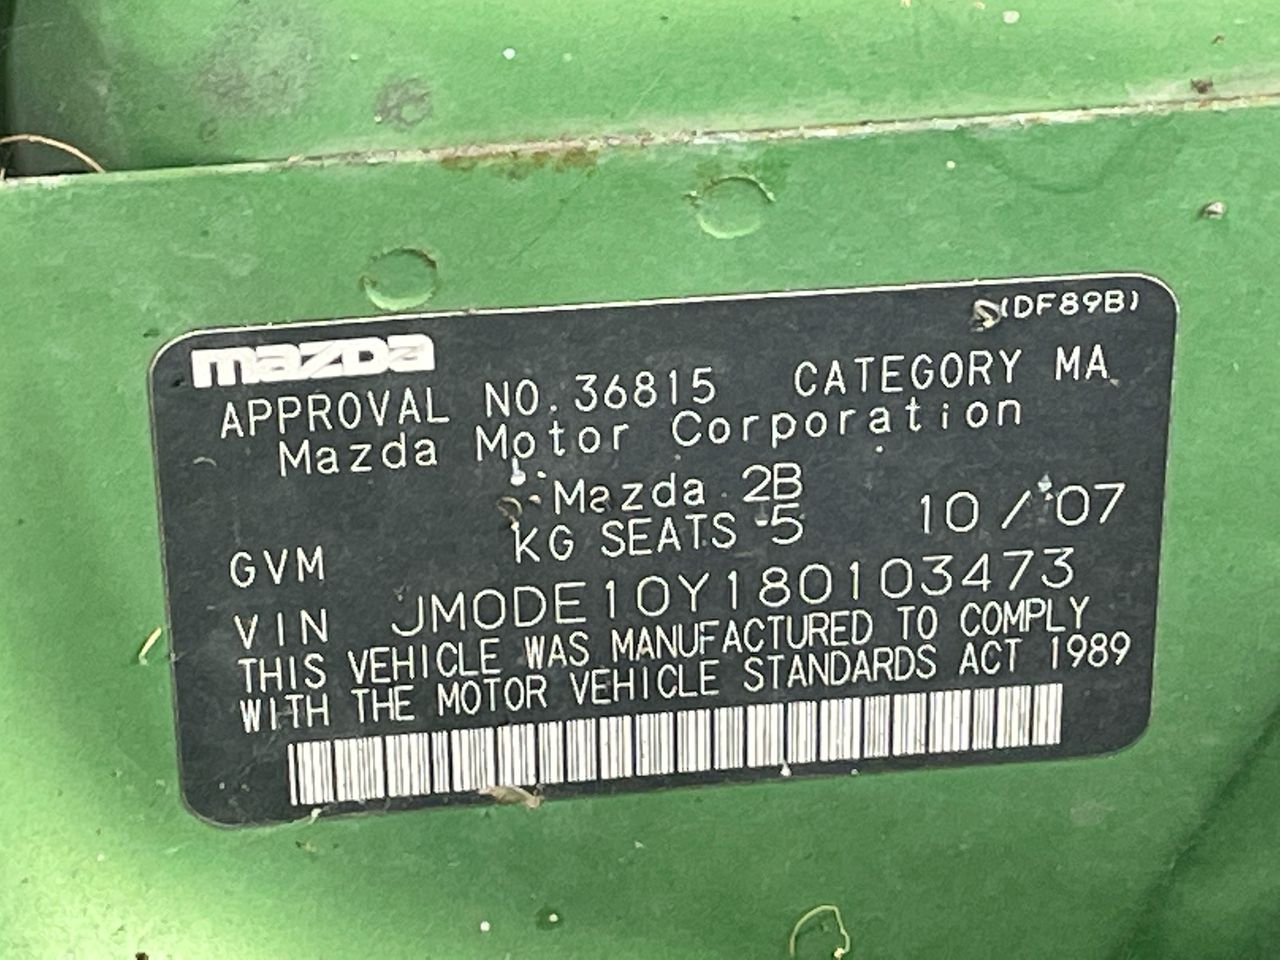 mazda
(DF89B)
APPROVAL NO. 36815 CATEGORY MA
Mazda Motor Corporation
Mazda 2B
GVM KG SEATS 5 10/'07
VIN JM0DE10Y180103473
THIS VEHICLE WAS MANUFACTURED TO COMPLY
WITH THE MOTOR VEHICLE STANDARDS ACT 1989